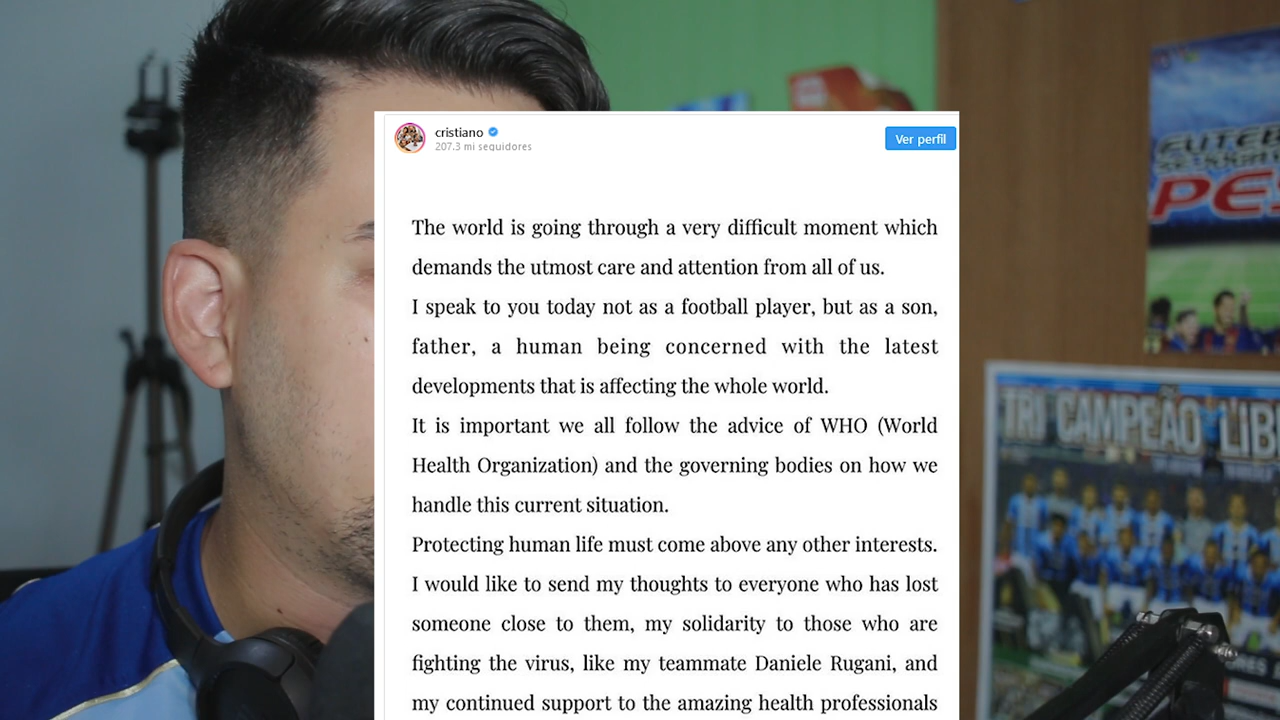 cristiano
207.3 mi seguidores
Ver perfil
The world is going through a very difficult moment which
demands the utmost care and attention from all of us.
I speak to you today not as a football player, but as a son,
father, a human being concerned with the latest
developments that is affecting the whole world.
It is important we all follow the advice of WHO (World
Health Organization) and the governing bodies on how we
handle this current situation.
Protecting human life must come above any other interests.
I would like to send my thoughts to everyone who has lost
someone close to them, my solidarity to those who are
fighting the virus, like my teammate Daniele Rugani, and
my continued support to the amazing health professionals
PES
TRI CAMPEÃO LIB